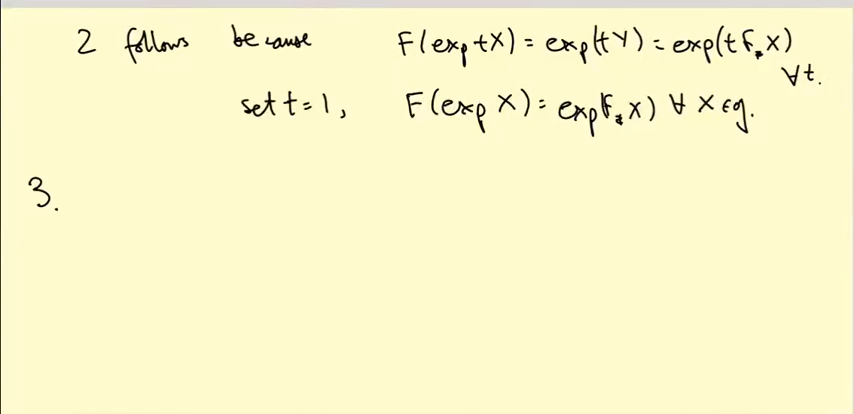 2 follows because F(exp tX) = exp(tY) = exp(t F⁎X)
∀t.
set t=1, F(exp X) = exp(F⁎X) ∀ X ∈ g.
3.